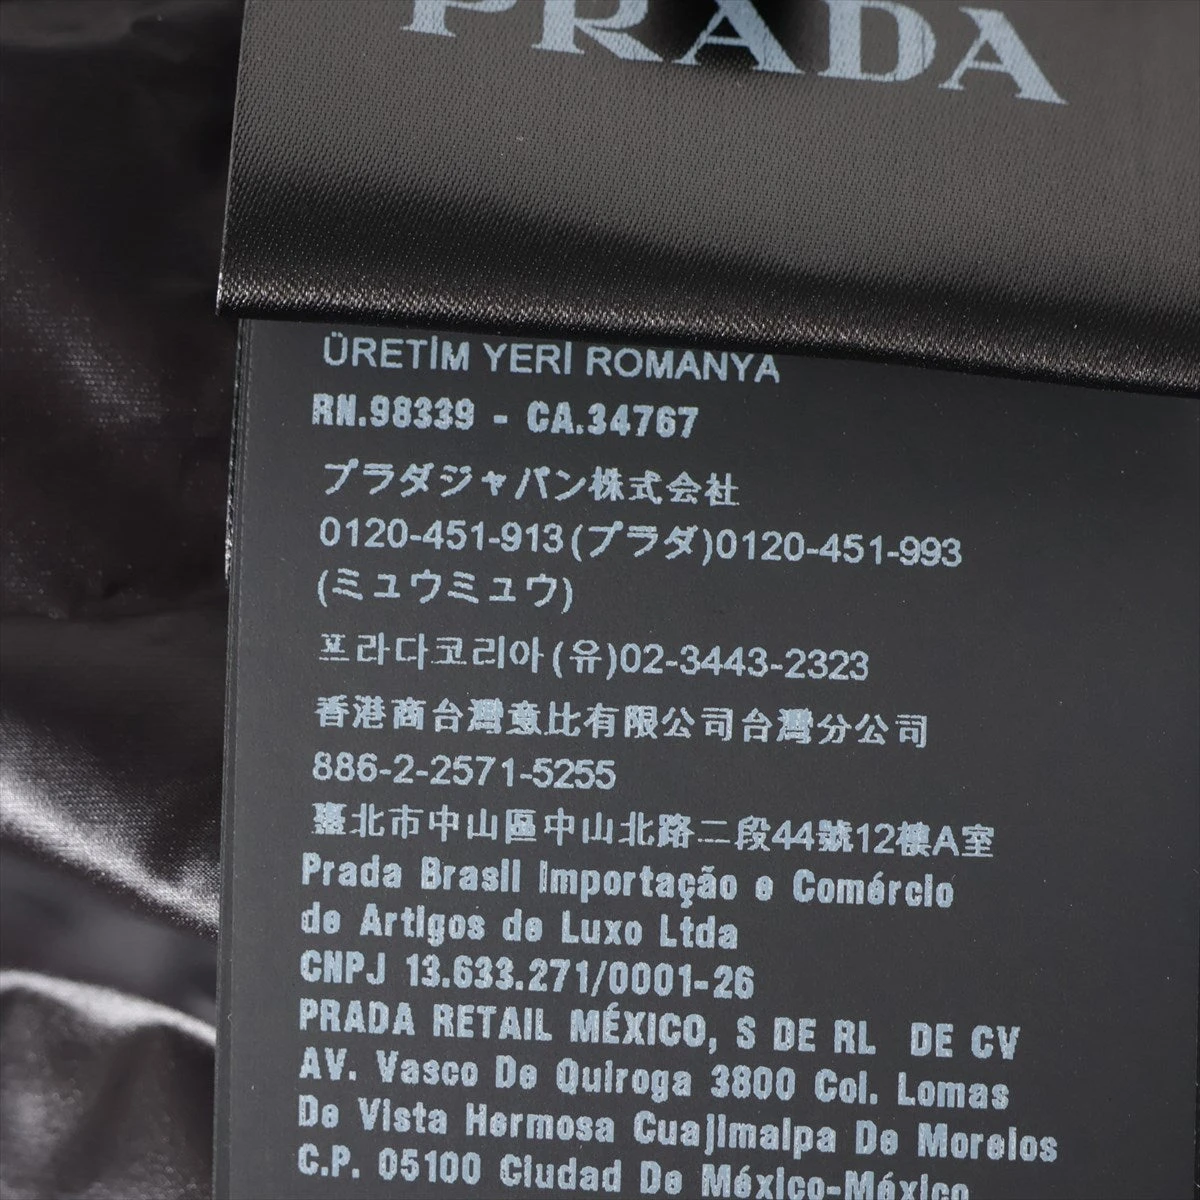 PRADA
ÜRETİM YERİ ROMANYA
RN.98339 - CA.34767
プラダジャパン株式会社
0120-451-913(プラダ)0120-451-993
(ミュウミュウ)
프라다코리아(유)02-3443-2323
香港商台灣意比有限公司台灣分公司
886-2-2571-5255
臺北市中山區中山北路二段44號12樓A室
Prada Brasil Importação e Comércio
de Artigos de Luxo Ltda
CNPJ 13.633.271/0001-26
PRADA RETAIL MÉXICO, S DE RL DE CV
AV. Vasco De Quiroga 3800 Col. Lomas
De Vista Hermosa Cuajimalpa De Morelos
C.P. 05100 Ciudad De México-México